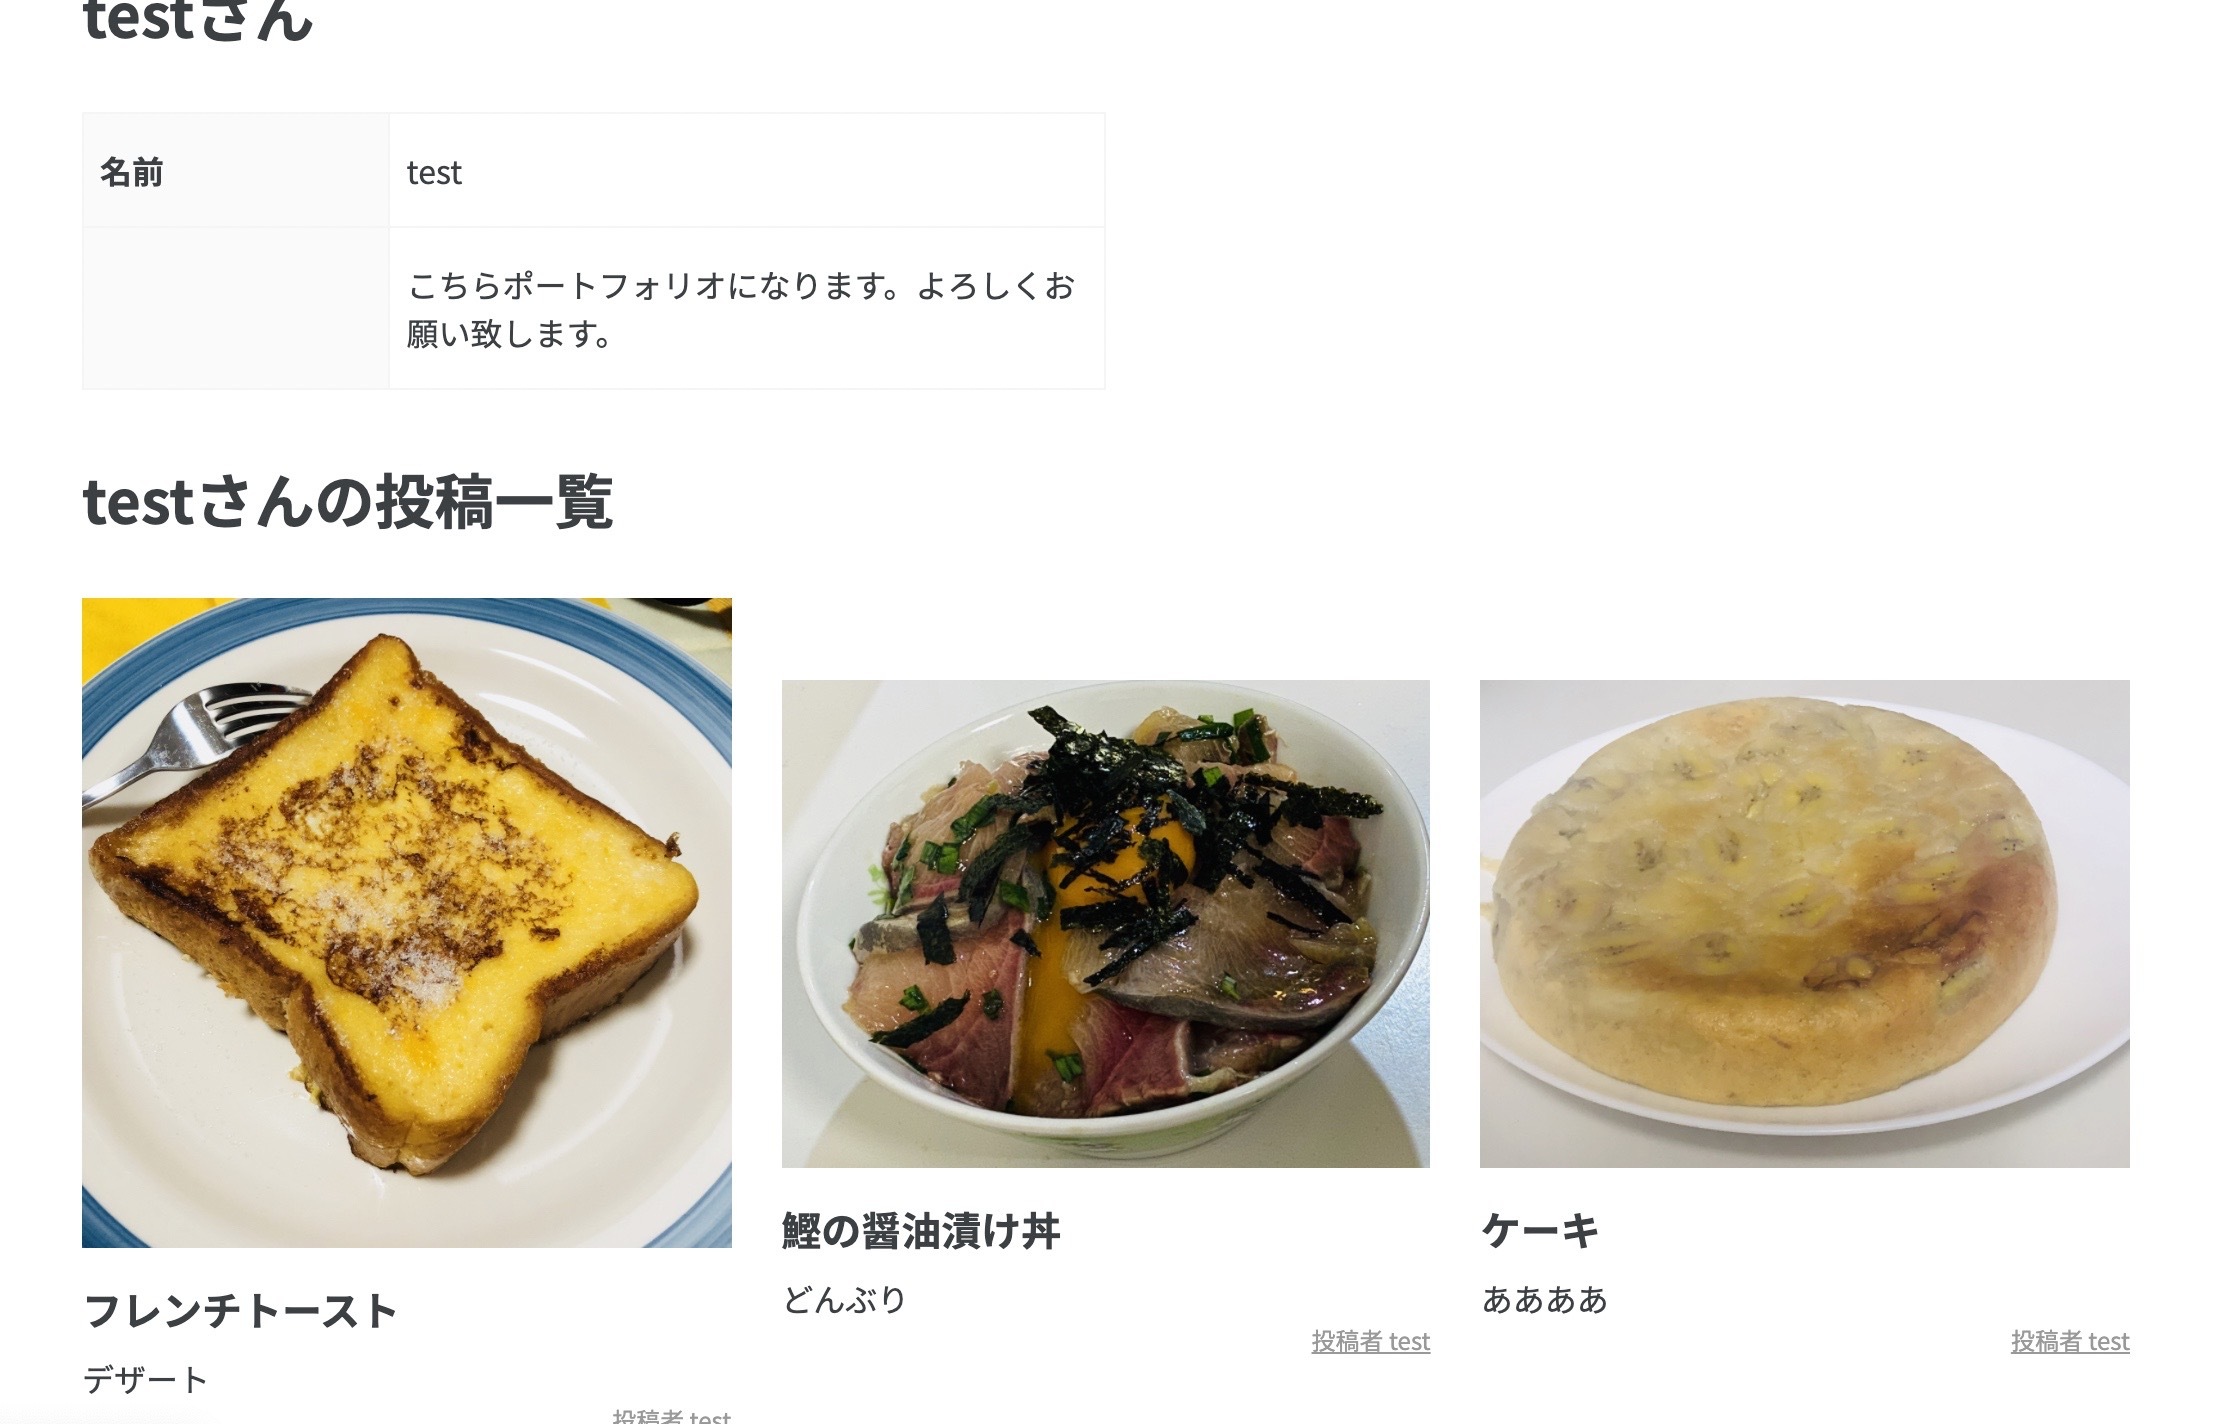 testさん
名前
test
こちらポートフォリオになります。よろしくお
願い致します。
testさんの投稿一覧
フレンチトースト
デザート
投稿者 test
鰹の醤油漬け丼
どんぶり
投稿者 test
ケーキ
ああああ
投稿者 test